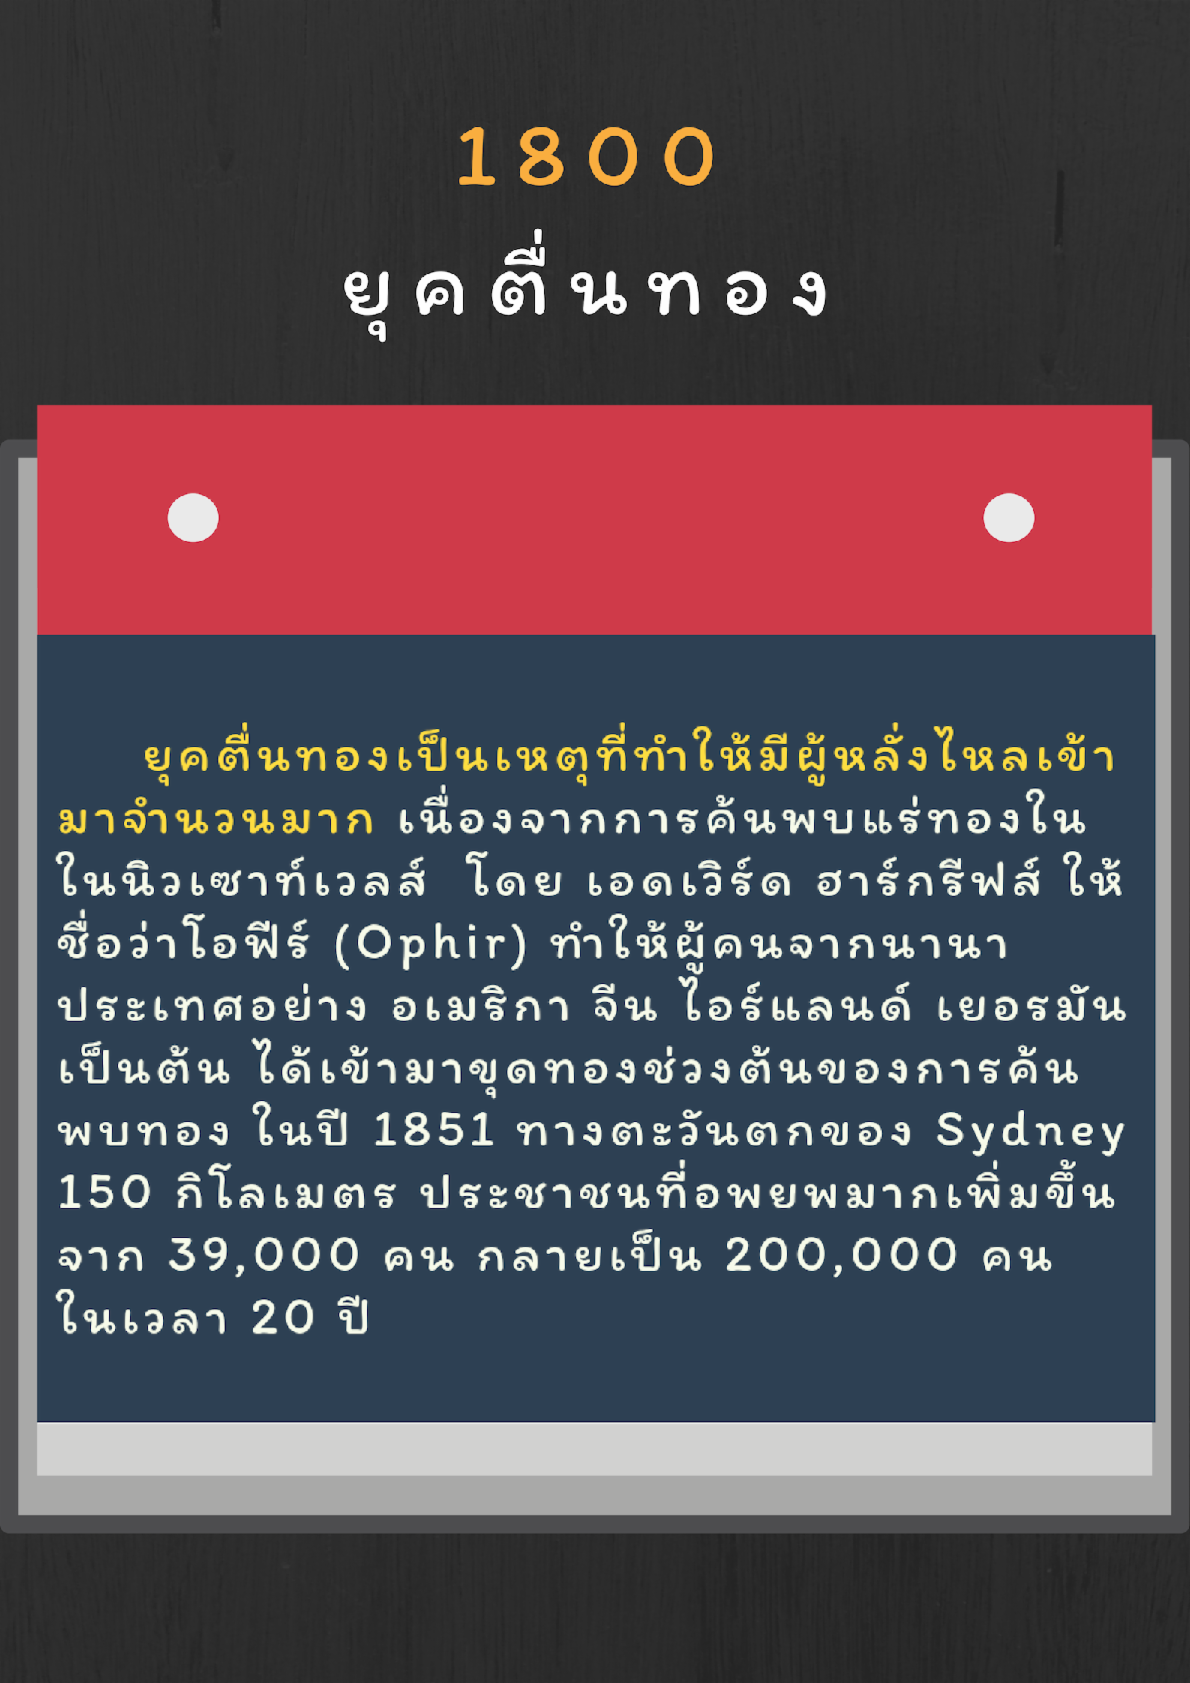 1800
ยุคตื่นทอง
ยุคตื่นทองเป็นเหตุที่ทำให้มีผู้หลั่งไหลเข้า
มาจำนวนมาก เนื่องจากการค้นพบแร่ทองใน
ในนิวเซาท์เวลส์ โดย เอดเวิร์ด ฮาร์กรีฟส์ ให้
ชื่อว่าโอฟีร์ (Ophir) ทำให้ผู้คนจากนานา
ประเทศอย่าง อเมริกา จีน ไอร์แลนด์ เยอรมัน
เป็นต้น ได้เข้ามาขุดทองช่วงต้นของการค้น
พบทอง ในปี 1851 ทางตะวันตกของ Sydney
150 กิโลเมตร ประชาชนที่อพยพมากเพิ่มขึ้น
จาก 39,000 คน กลายเป็น 200,000 คน
ในเวลา 20 ปี